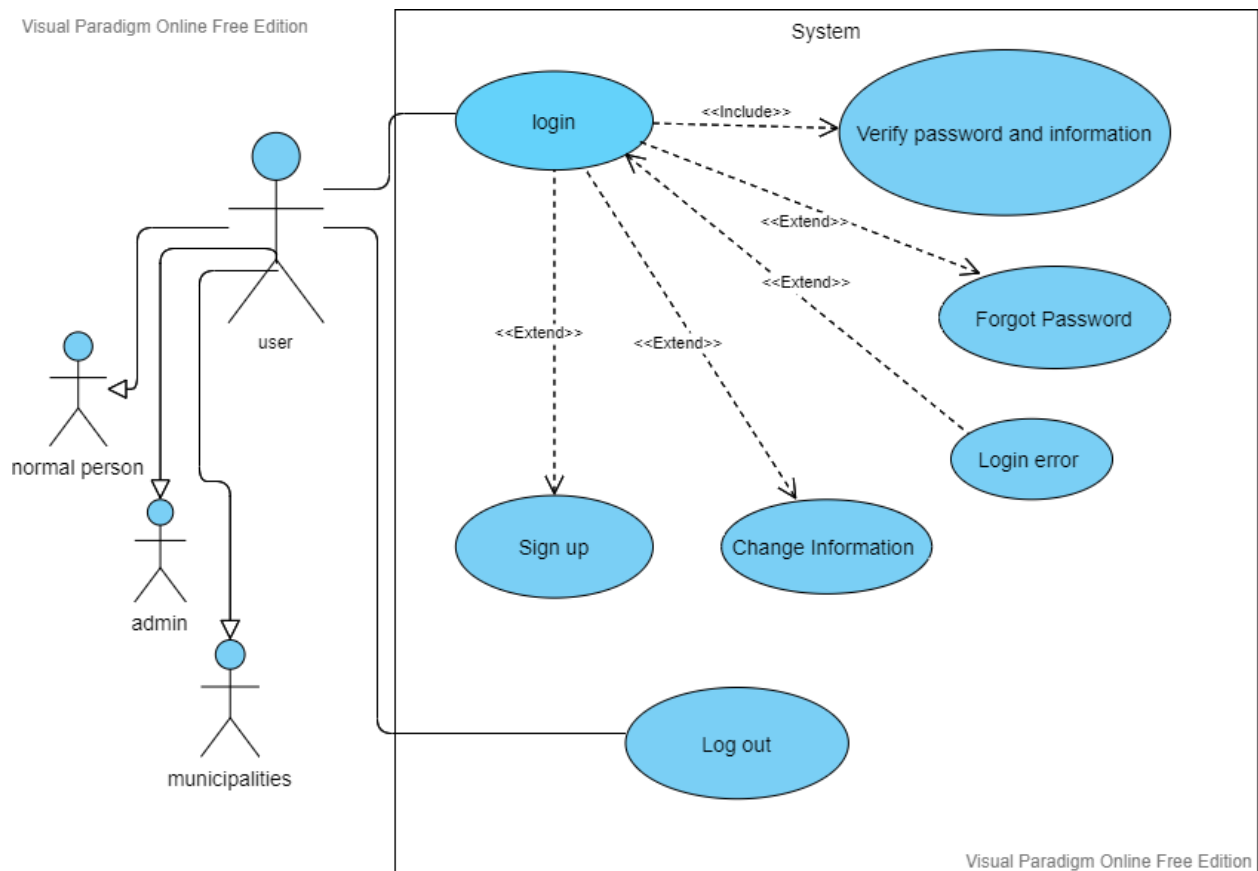 Visual Paradigm Online Free Edition
System
login
<<Include>>
Verify password and information
<<Extend>>
Forgot Password
<<Extend>>
user
<<Extend>>
<<Extend>>
normal person
Login error
Sign up
Change Information
admin
Log out
municipalities
Visual Paradigm Online Free Edition